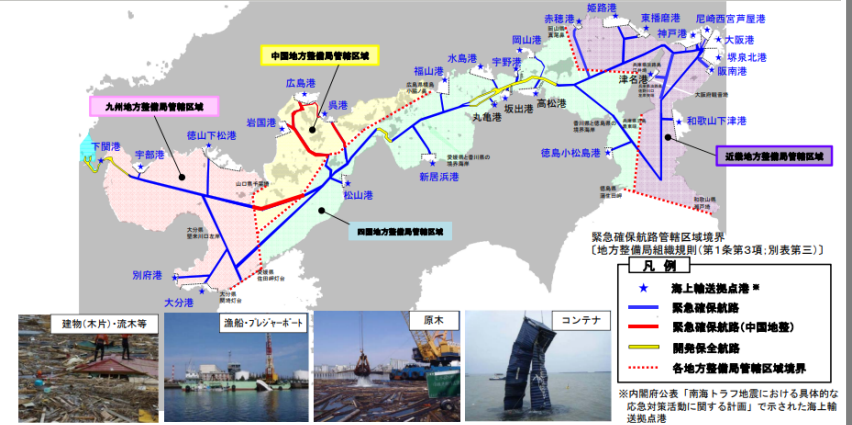 赤穂港
姫路港
東播磨港
神戸港
尼崎西宮芦屋港
大阪港
堺泉北港
阪南港
岡山港
宇野港
水島港
福山港
中国地方整備局管轄区域
広島港
呉港
岩国港
九州地方整備局管轄区域
徳山下松港
下関港
宇部港
丸亀港
坂出港
高松港
津名港
和歌山下津港
徳島小松島港
近畿地方整備局管轄区域
新居浜港
松山港
四国地方整備局管轄区域
別府港
大分港
緊急確保航路管轄区域境界
〔地方整備局組織規則(第1条第3項;別表第三)〕
凡 例
海上輸送拠点港※
緊急確保航路
緊急確保航路(中国地整)
開発保全航路
各地方整備局管轄区域境界
※内閣府公表「南海トラフ地震における具体的な
応急対策活動に関する計画」で示された海上輸
送拠点港
建物(木片)・流木等
漁船・プレジャーボート
原木
コンテナ